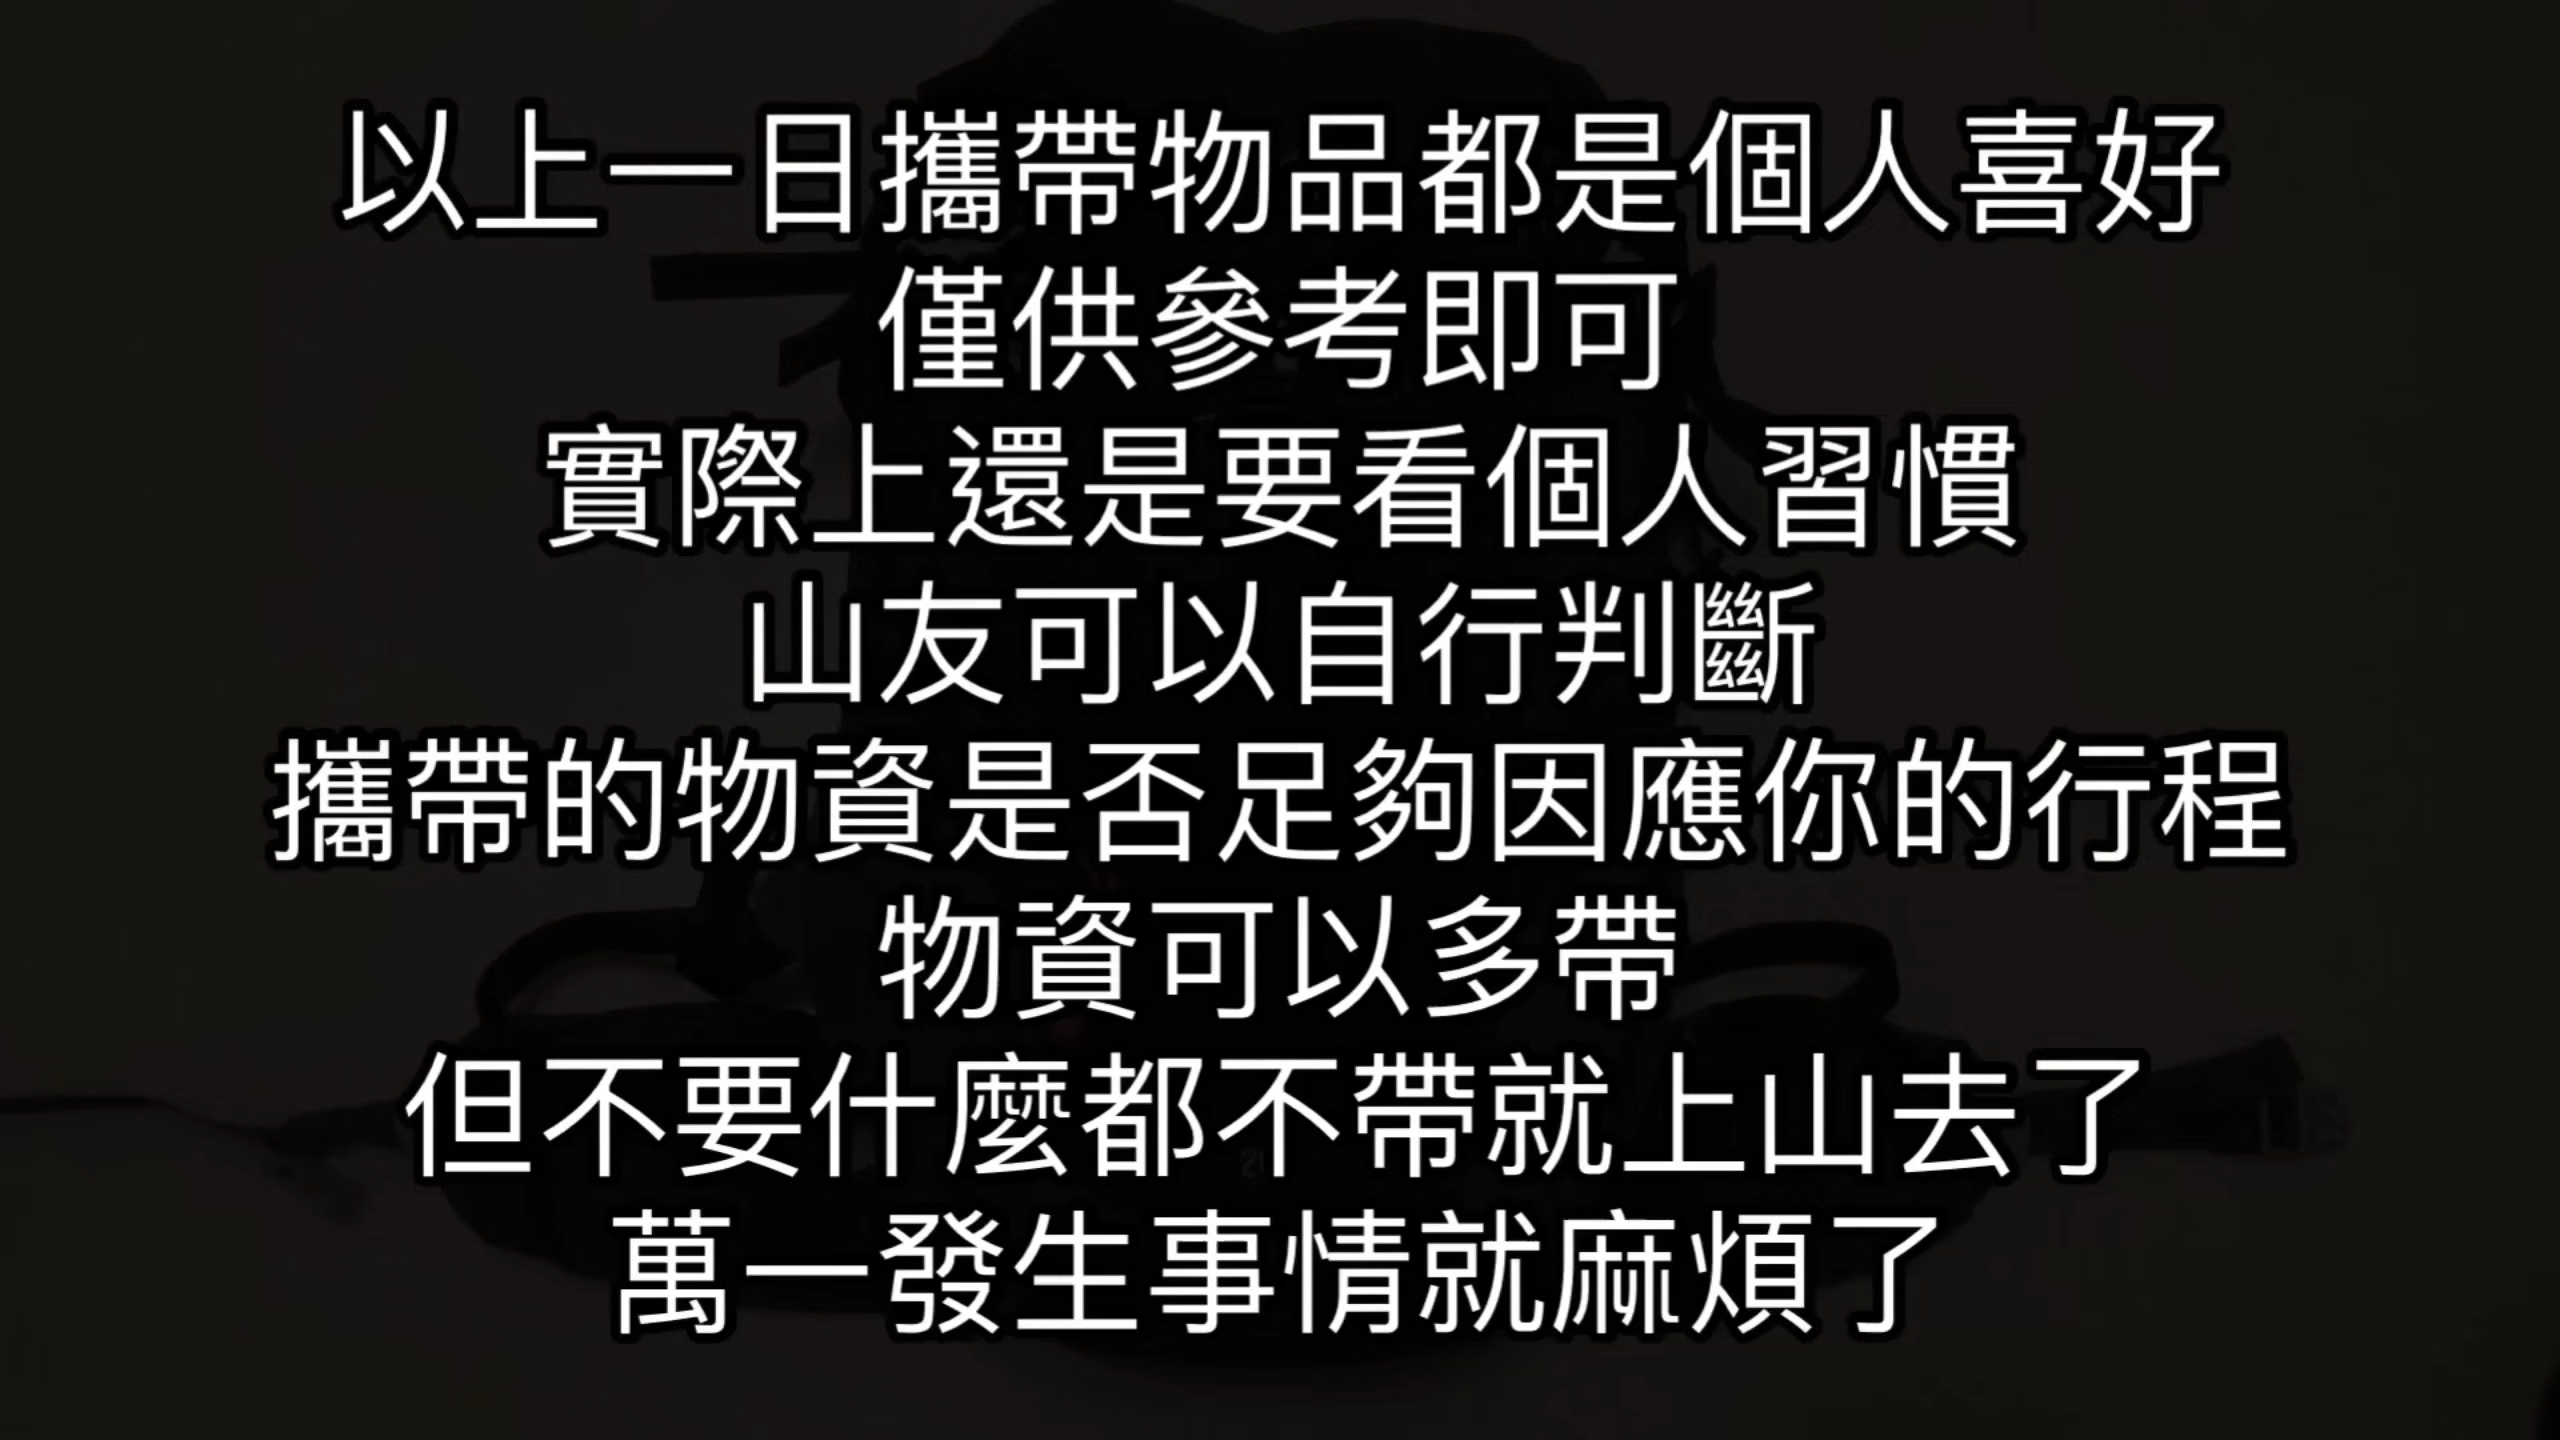 以上一日攜帶物品都是個人喜好
僅供參考即可
實際上還是要看個人習慣
山友可以自行判斷
攜帶的物資是否足夠因應你的行程
物資可以多帶
但不要什麼都不帶就上山去了
萬一發生事情就麻煩了